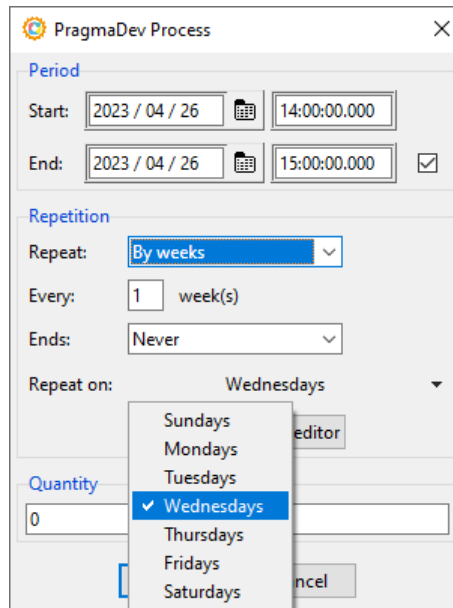 PragmaDev Process
Period
Start: 2023 / 04 / 26 14:00:00.000
End: 2023 / 04 / 26 15:00:00.000
Repetition
Repeat: By weeks
Every: 1 week(s)
Ends: Never
Repeat on: Wednesdays
Sundays
editor
Mondays
Tuesdays
Quantity
Wednesdays
0
Thursdays
Fridays
Saturdays